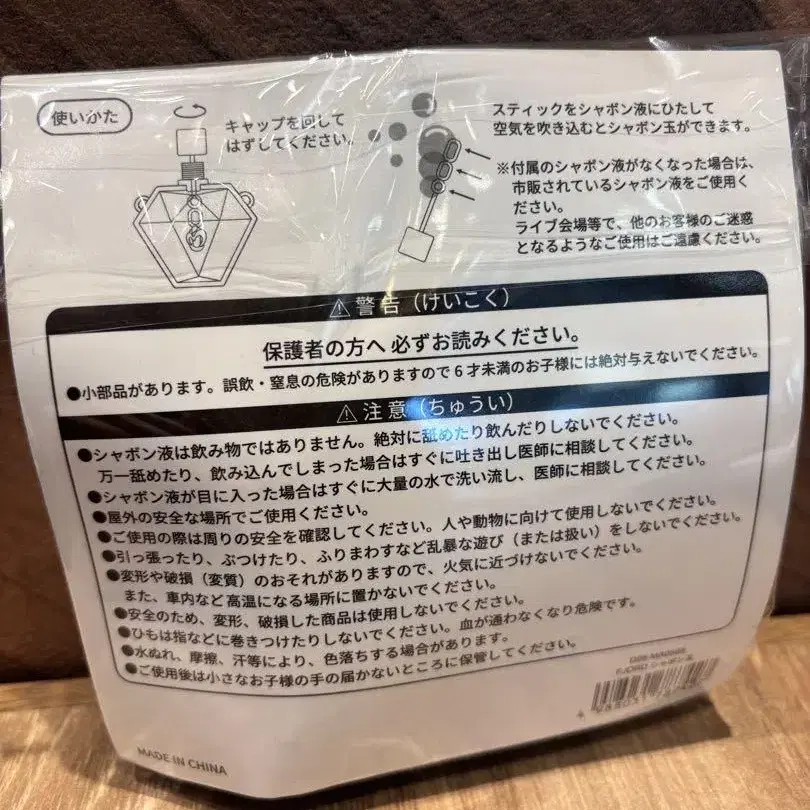 使いかた
キャップを回して
はずしてください。
スティックをシャボン液にひたして
空気を吹き込むとシャボン玉ができます。
※付属のシャボン液がなくなった場合は、
市販されているシャボン液をご使用く
ださい。
ライブ会場等で、他のお客様のご迷惑
となるようなご使用はご遠慮ください。
⚠警告（けいこく）
保護者の方へ 必ずお読みください。
●小部品があります。誤飲・窒息の危険がありますので6才未満のお子様には絶対与えないでください。
⚠注意（ちゅうい）
●シャボン液は飲み物ではありません。絶対に舐めたり飲んだりしないでください。
万一舐めたり、飲み込んでしまった場合はすぐに吐き出し医師に相談してください。
●シャボン液が目に入った場合はすぐに大量の水で洗い流し、医師に相談してください。
●屋外の安全な場所でご使用ください。
●ご使用の際は周りの安全を確認してください。人や動物に向けて使用しないでください。
●引っ張ったり、ぶつけたり、ふりまわすなど乱暴な遊び（または扱い）をしないでください。
●変形や破損（変質）のおそれがありますので、火気に近づけないでください。
また、車内など高温になる場所に置かないでください。
●安全のため、変形、破損した商品は使用しないでください。
●ひもは指などに巻きつけたりしないでください。血が通わなくなり危険です。
●水ぬれ、摩擦、汗等により、色落ちする場合があります。
●ご使用後は小さなお子様の手の届かないところに保管してください。
FJORD シャボン玉
MADE IN CHINA